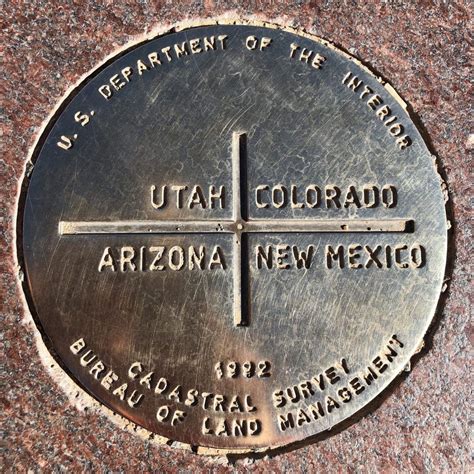 U. S. DEPARTMENT OF THE INTERIOR
UTAH COLORADO
ARIZONA NEW MEXICO
1992
CADASTRAL SURVEY
BUREAU OF LAND MANAGEMENT